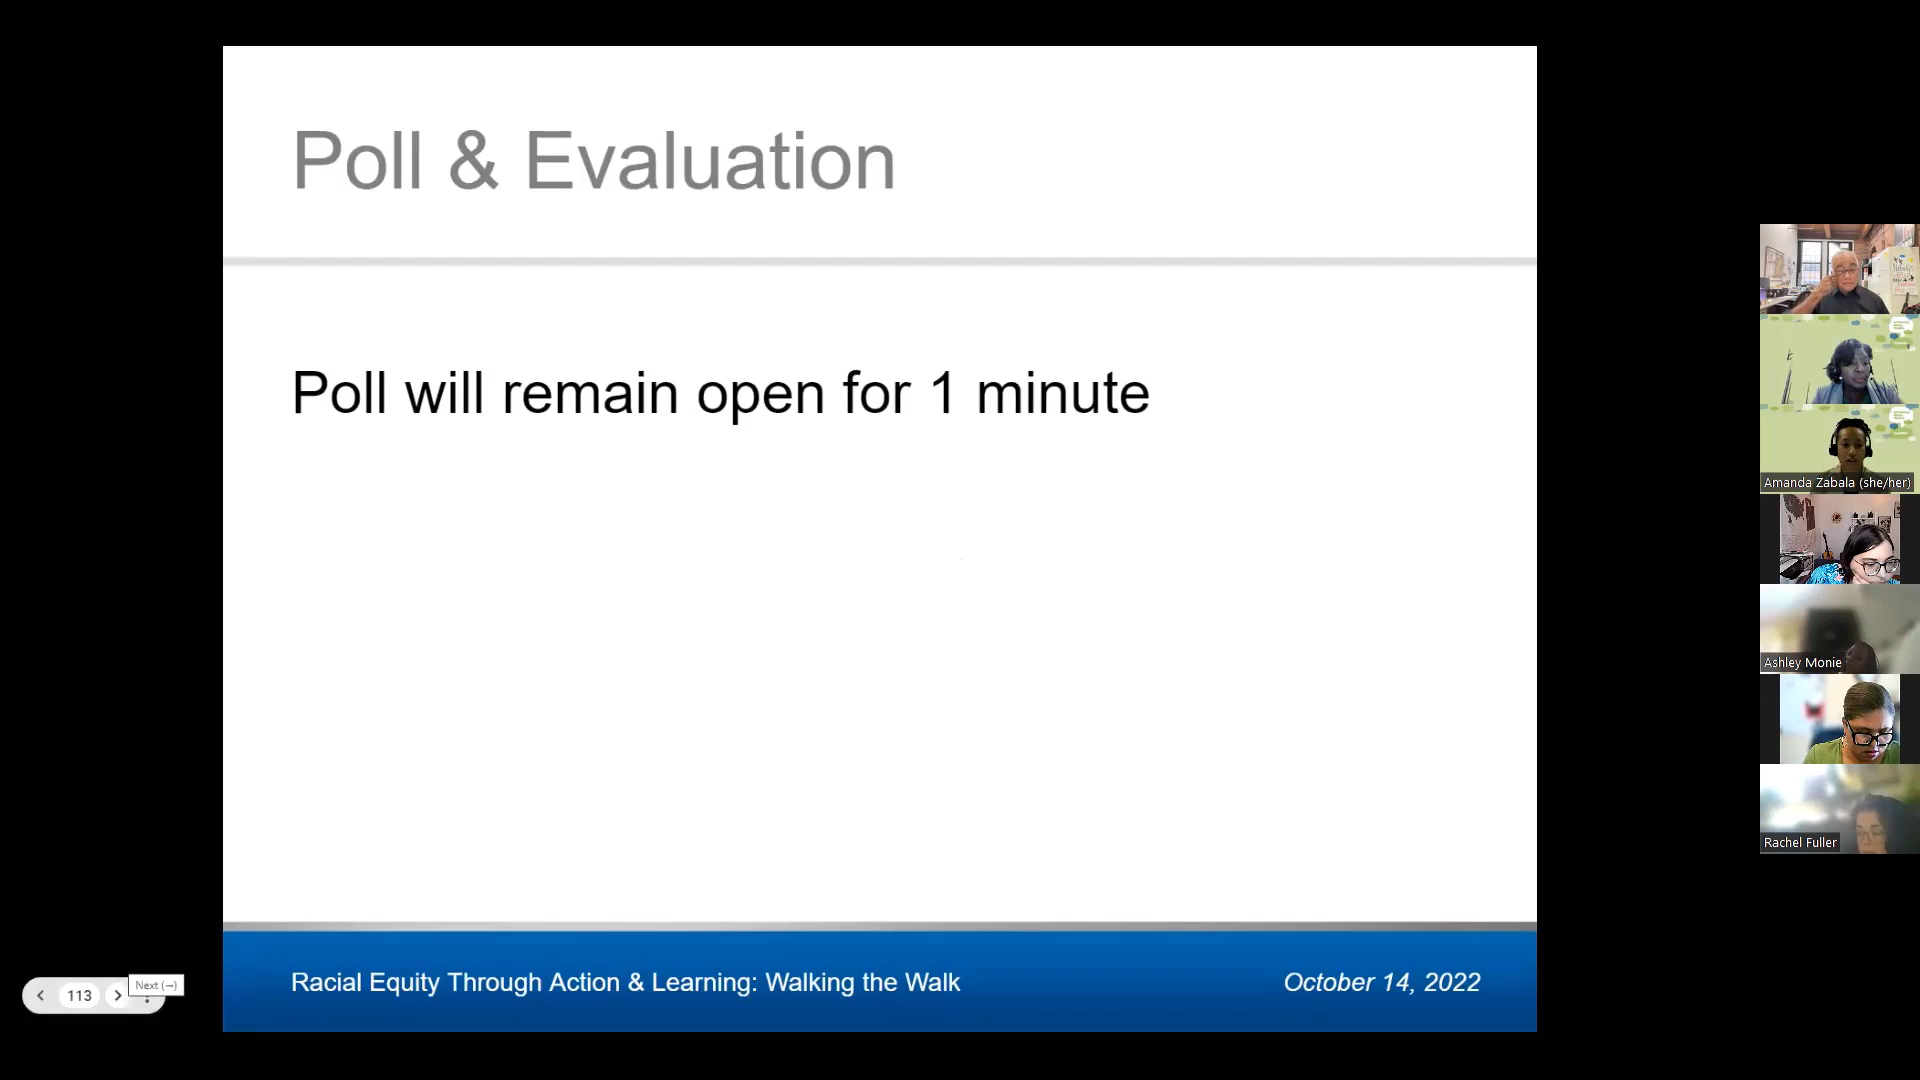 Poll & Evaluation
Poll will remain open for 1 minute
Racial Equity Through Action & Learning: Walking the Walk
October 14, 2022
113
Next (→)
Amanda Zabala (she/her)
Ashley Monie
Rachel Fuller